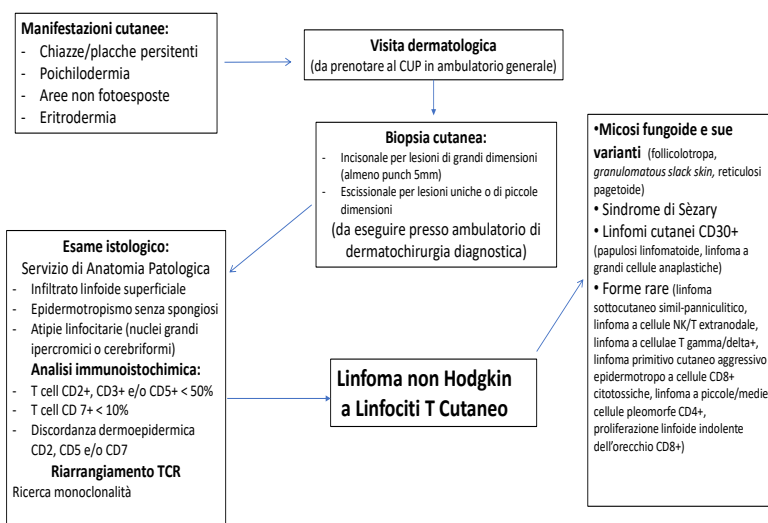 Manifestazioni cutanee:
- Chiazze/placche persitenti
- Poichilodermia
- Aree non fotoesposte
- Eritrodermia
Visita dermatologica
(da prenotare al CUP in ambulatorio generale)
Biopsia cutanea:
- Incisonale per lesioni di grandi dimensioni
(almeno punch 5mm)
- Escissionale per lesioni uniche o di piccole
dimensioni
(da eseguire presso ambulatorio di
dermatochirurgia diagnostica)
Esame istologico:
Servizio di Anatomia Patologica
- Infiltrato linfoide superficiale
- Epidermotropismo senza spongiosi
- Atipie linfocitarie (nuclei grandi
ipercromici o cerebriformi)
Analisi immunoistochimica:
- T cell CD2+, CD3+ e/o CD5+ < 50%
- T cell CD 7+ < 10%
- Discordanza dermoepidermica
CD2, CD5 e/o CD7
Riarrangiamento TCR
Ricerca monoclonalità
Linfoma non Hodgkin
a Linfociti T Cutaneo
•Micosi fungoide e sue
varianti (follicolotropa,
granulomatous slack skin, reticulosi
pagetoide)
• Sindrome di Sèzary
• Linfomi cutanei CD30+
(papulosi linfomatoide, linfoma a
grandi cellule anaplastiche)
• Forme rare (linfoma
sottocutaneo simil-panniculitico,
linfoma a cellule NK/T extranodale,
linfoma a cellulae T gamma/delta+,
linfoma primitivo cutaneo aggressivo
epidermotropo a cellule CD8+
citotossiche, linfoma a piccole/medie
cellule pleomorfe CD4+,
proliferazione linfoide indolente
dell'orecchio CD8+)